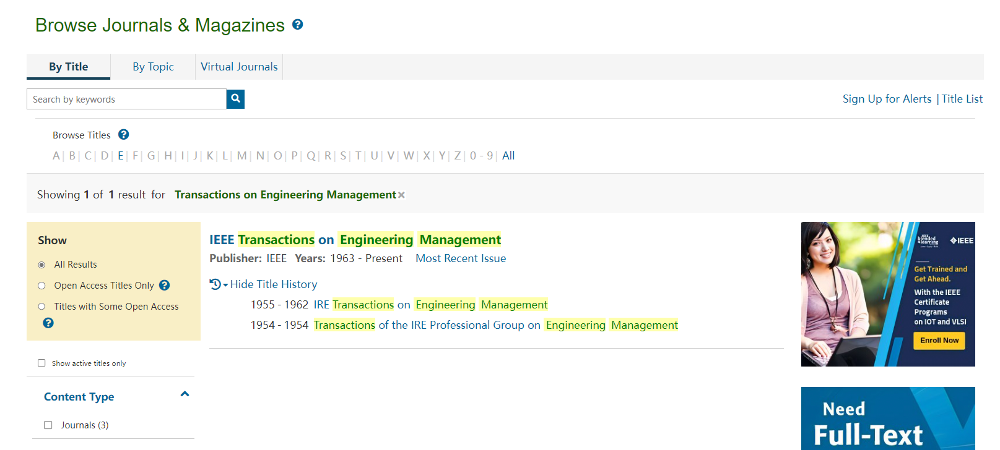 Browse Journals & Magazines
By Title
By Topic
Virtual Journals
Search by keywords
Sign Up for Alerts | Title List
Browse Titles
A| B| C| D| E| F| G| H| I| J| K| L| M| N| O| P| Q| R| S| T| U| V| W| X| Y| Z| 0 - 9| All
Showing 1 of 1 result for Transactions on Engineering Management
Show
All Results
Open Access Titles Only
Titles with Some Open Access
Show active titles only
Content Type
Journals (3)
IEEE Transactions on Engineering Management
Publisher: IEEE Years: 1963 - Present Most Recent Issue
Hide Title History
1955 - 1962 IRE Transactions on Engineering Management
1954 - 1954 Transactions of the IRE Professional Group on Engineering Management
IEEE
blended
learning
IEEE
Get Trained and
Get Ahead.
With the IEEE
Certificate
Programs
on IOT and VLSI
Enroll Now
Need
Full-Text